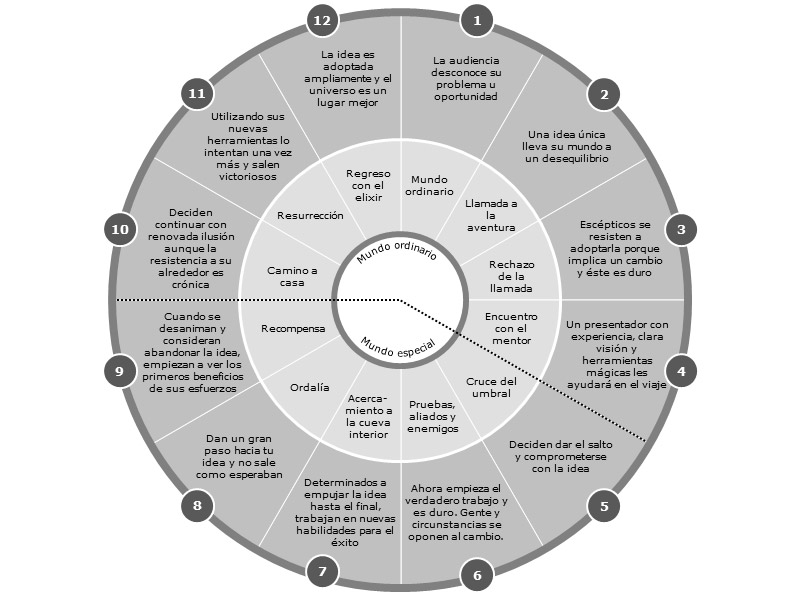 12
La idea es
adoptada
ampliamente y el
universo es un
lugar mejor
1
La audiencia
desconoce su
problema u
oportunidad
2
Una idea única
lleva su mundo a
un desequilibrio
3
Escépticos se
resisten a
adoptarla porque
implica un cambio
y éste es duro
4
Un presentador con
experiencia, clara
visión y
herramientas
mágicas les
ayudará en el viaje
5
Deciden dar el salto
y comprometerse
con la idea
6
Ahora empieza el
verdadero trabajo y
es duro. Gente y
circunstancias se
oponen al cambio.
7
Determinados a
empujar la idea
hasta el final,
trabajan en nuevas
habilidades para el
éxito
8
Dan un gran
paso hacia tu
idea y no sale
como esperaban
9
Cuando se
desaniman y
consideran
abandonar la idea,
empiezan a ver los
primeros beneficios
de sus esfuerzos
10
Deciden
continuar con
renovada ilusión
aunque la
resistencia a su
alrededor es
crónica
11
Utilizando sus
nuevas
herramientas lo
intentan una vez
más y salen
victoriosos
Mundo
ordinario
Llamada a
la
aventura
Rechazo
de la
llamada
Encuentro
con el
mentor
Cruce del
umbral
Pruebas,
aliados y
enemigos
Acerca-
miento a
la cueva
interior
Ordalía
Recompensa
Camino a
casa
Resurrección
Regreso
con el
elixir
Mundo ordinario
Mundo especial